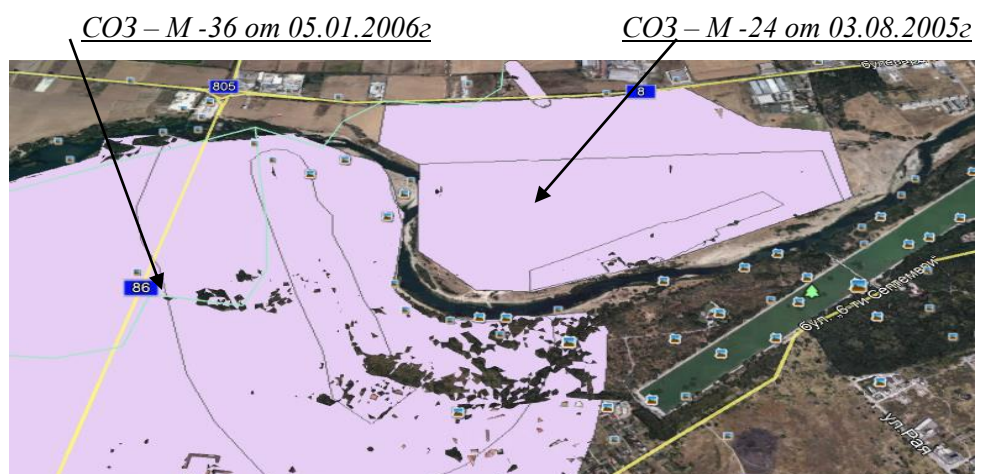 СОЗ – М -36 от 05.01.2006г
СОЗ – М -24 от 03.08.2005г
805
8
86
бул. „6-ти Септември“
ул.Рая